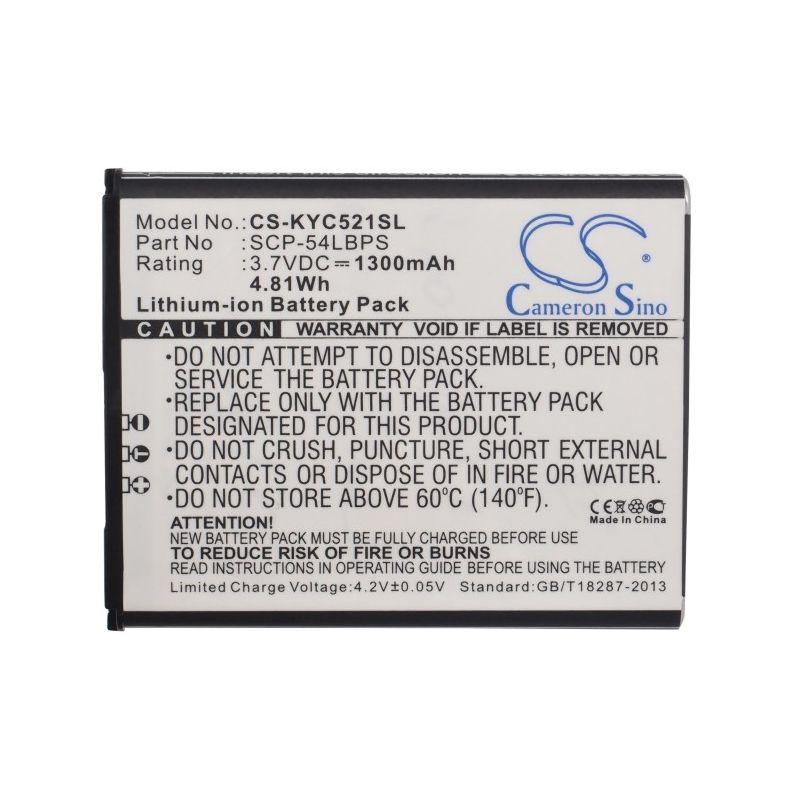 Model No.: CS-KYC521SL
Part No : SCP-54LBPS
Rating : 3.7VDC 1300mAh
4.81Wh
Lithium-ion Battery Pack
CS
Cameron Sino
CAUTION WARRANTY VOID IF LABEL IS REMOVED
•DO NOT ATTEMPT TO DISASSEMBLE, OPEN OR
SERVICE THE BATTERY PACK.
•REPLACE ONLY WITH THE BATTERY PACK
DESIGNATED FOR THIS PRODUCT.
•DO NOT CRUSH, PUNCTURE, SHORT EXTERNAL
CONTACTS OR DISPOSE OF IN FIRE OR WATER.
•DO NOT STORE ABOVE 60°C (140°F).
CE
Made In China
ATTENTION!
NEW BATTERY PACK MUST BE FULLY CHARGED BEFORE USE
TO REDUCE RISK OF FIRE OR BURNS
READ INSTRUCTIONS IN DEVICE MANUAL BEFORE USING BATTERY
Limited Charge Voltage:4.2V±0.05V Standard:GB/T18287-2013